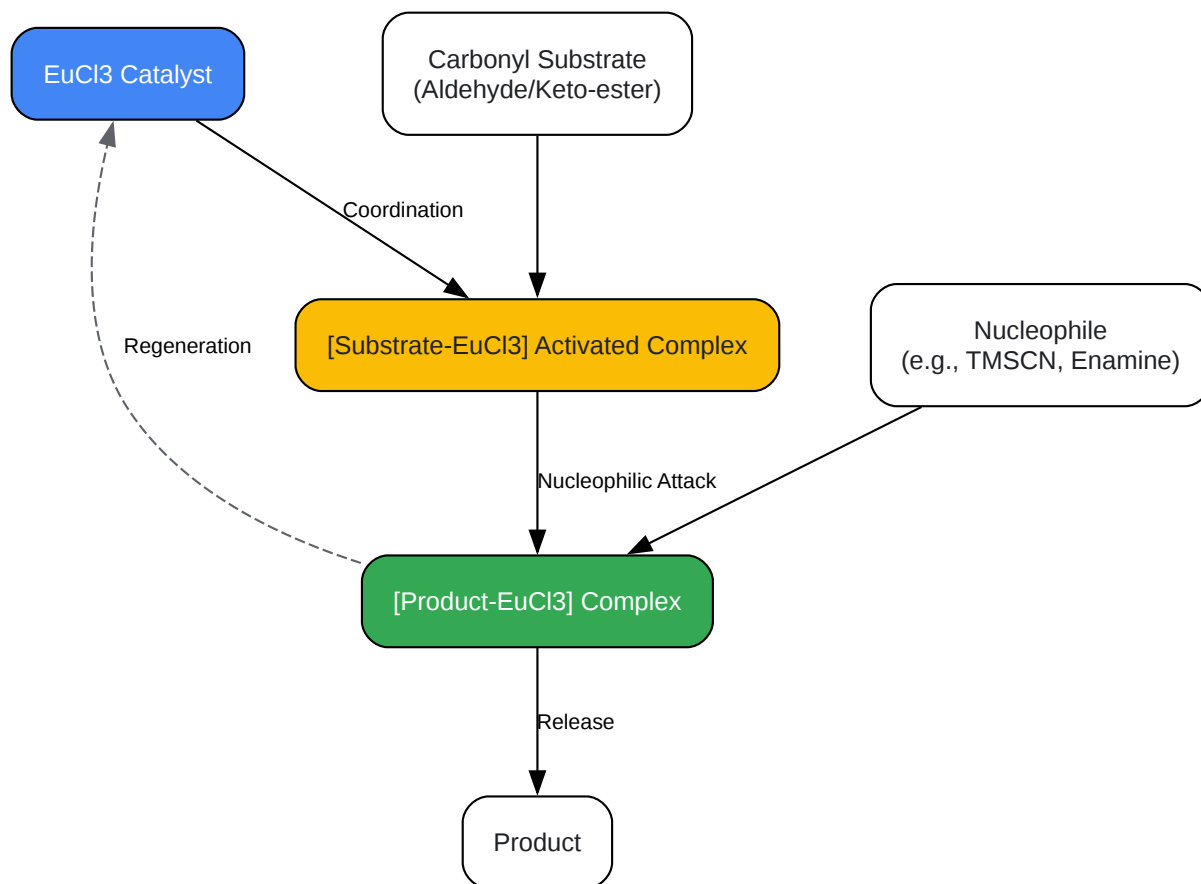 EuCl3 Catalyst
Carbonyl Substrate
(Aldehyde/Keto-ester)
Coordination
[Substrate-EuCl3] Activated Complex
Regeneration
Nucleophile
(e.g., TMSCN, Enamine)
Nucleophilic Attack
[Product-EuCl3] Complex
Release
Product